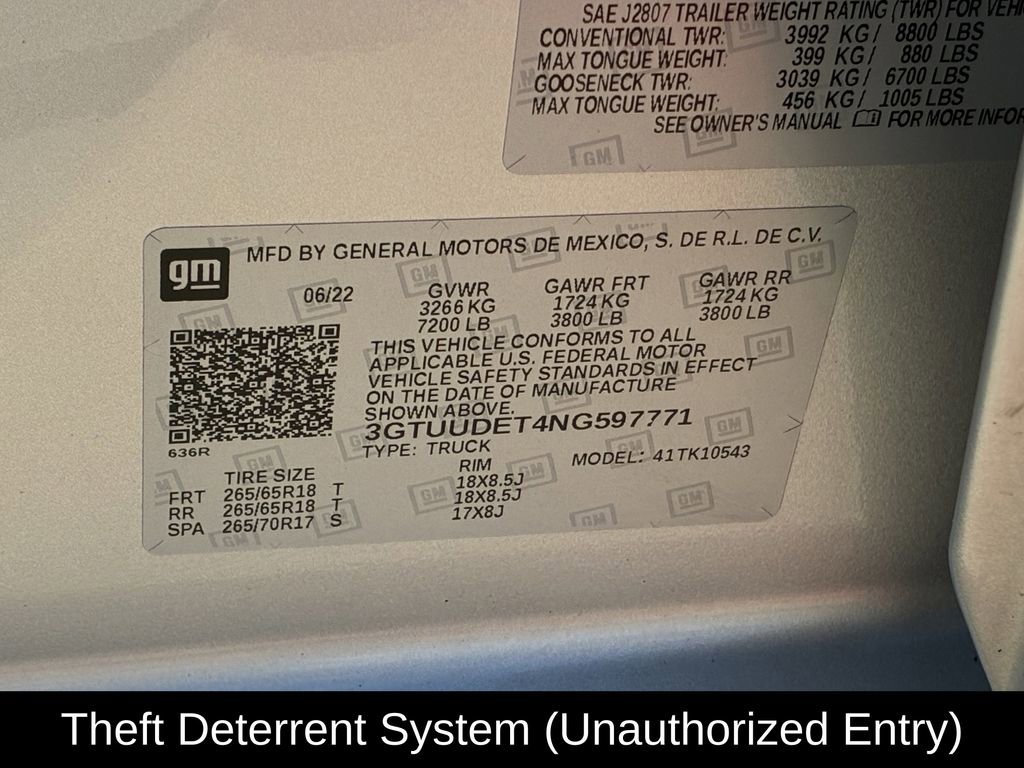 SAE J2807 TRAILER WEIGHT RATING (TWR) FOR
CONVENTIONAL TWR: 3992 KG/ 8800 LBS
MAX TONGUE WEIGHT: 399 KG/ 880 LBS
GOOSENECK TWR: 3039 KG/ 6700 LBS
MAX TONGUE WEIGHT: 456 KG/ 1005 LBS
SEE OWNER'S MANUAL FOR MORE
gm
MFD BY GENERAL MOTORS DE MEXICO, S. DE R.L. DE C.V.
06/22
GVWR GAWR FRT GAWR RR
3266 KG 1724 KG 1724 KG
7200 LB 3800 LB 3800 LB
THIS VEHICLE CONFORMS TO ALL
APPLICABLE U.S. FEDERAL MOTOR
VEHICLE SAFETY STANDARDS IN EFFECT
ON THE DATE OF MANUFACTURE
SHOWN ABOVE.
3GTUUDET4NG597771
636R
TYPE: TRUCK MODEL: 41TK10543
TIRE SIZE RIM
FRT 265/65R18 T 18X8.5J
RR 265/65R18 T 18X8.5J
SPA 265/70R17 S 17X8J
Theft Deterrent System (Unauthorized Entry)